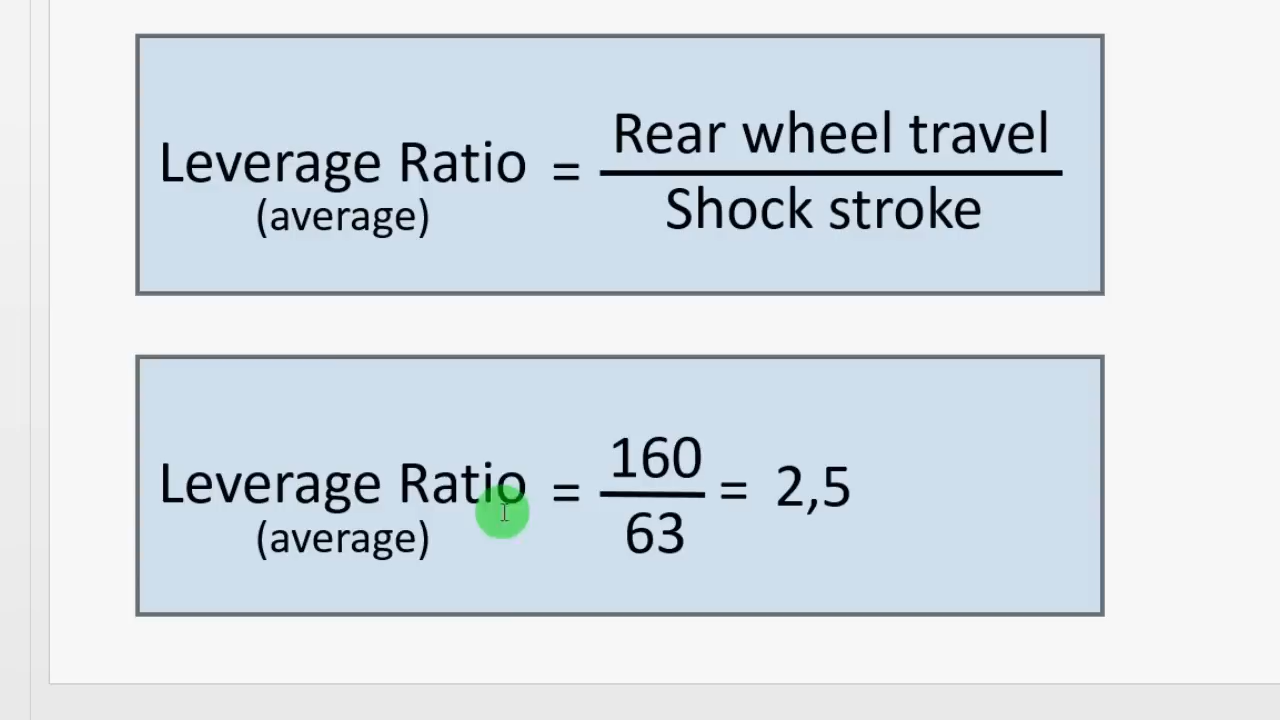 Leverage Ratio = Rear wheel travel
(average) Shock stroke
Leverage Ratio = 160 = 2,5
(average) 63